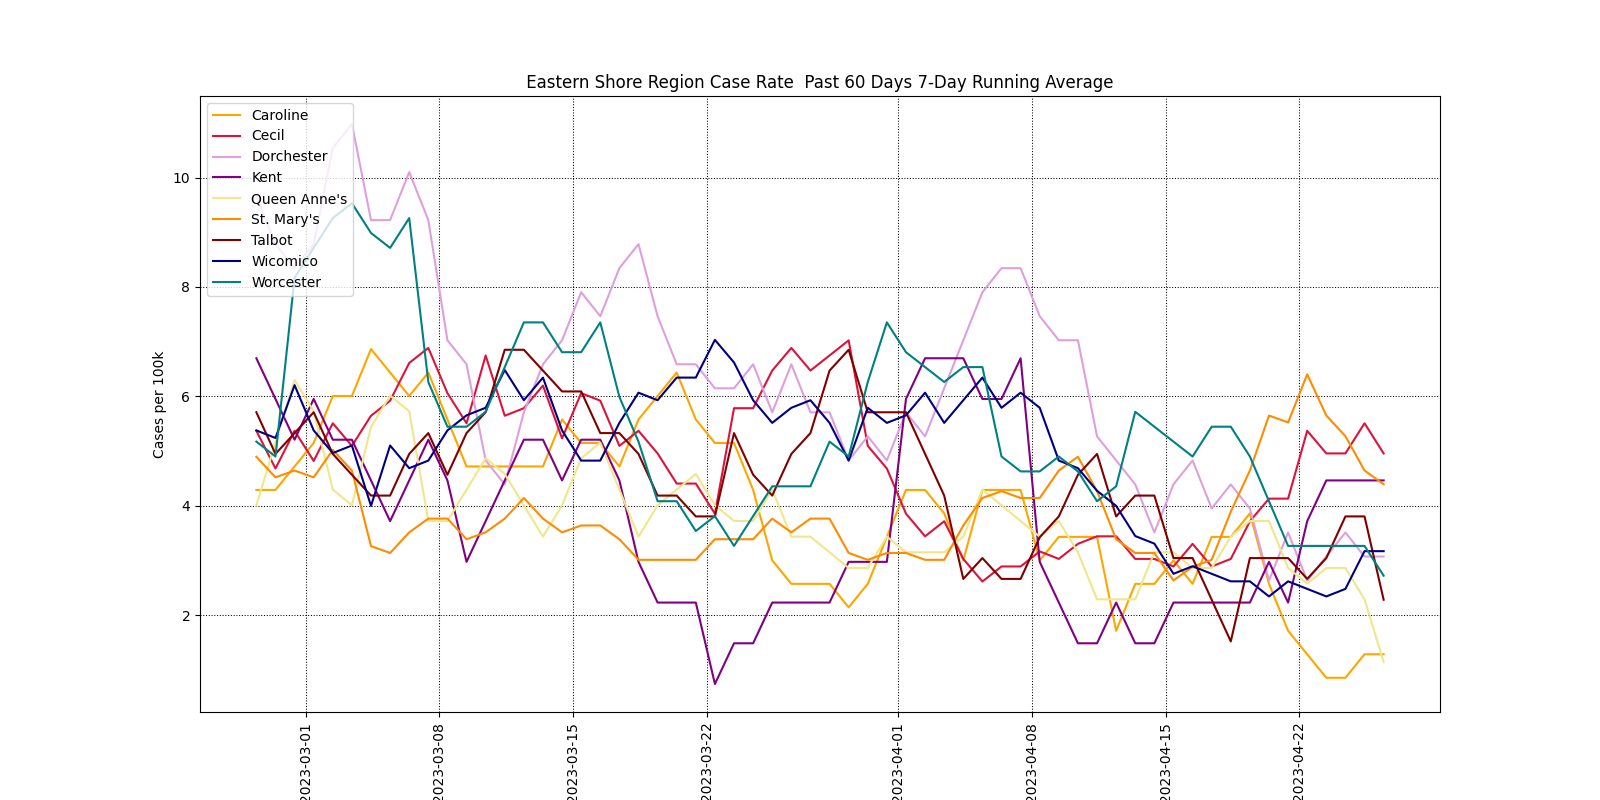 Eastern Shore Region Case Rate  Past 60 Days 7-Day Running Average
Caroline
Cecil
Dorchester
Kent
Queen Anne's
St. Mary's
Talbot
Wicomico
Worcester
Cases per 100k
10
8
6
4
2
2023-03-01
2023-03-08
2023-03-15
2023-03-22
2023-04-01
2023-04-08
2023-04-15
2023-04-22